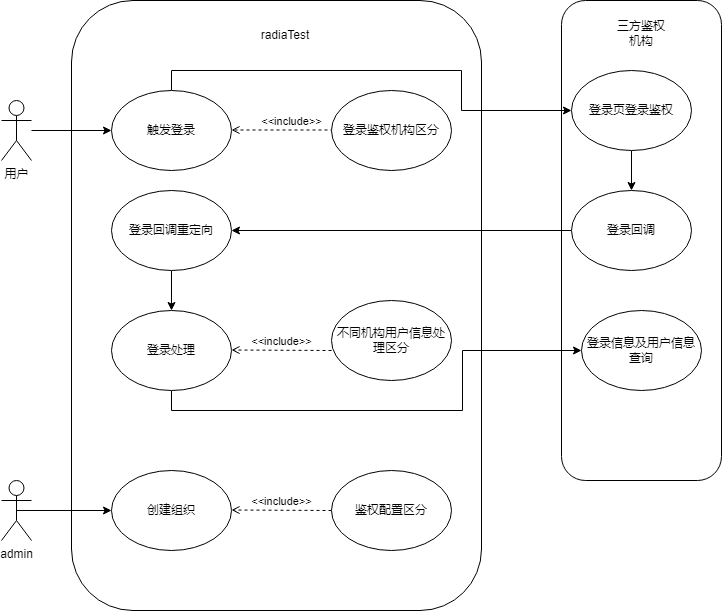 radiaTest
三方鉴权
机构
触发登录
<<include>>
登录鉴权机构区分
登录页登录鉴权
用户
登录回调重定向
登录回调
登录处理
<<include>>
不同机构用户信息处
理区分
登录信息及用户信息
查询
创建组织
<<include>>
鉴权配置区分
admin